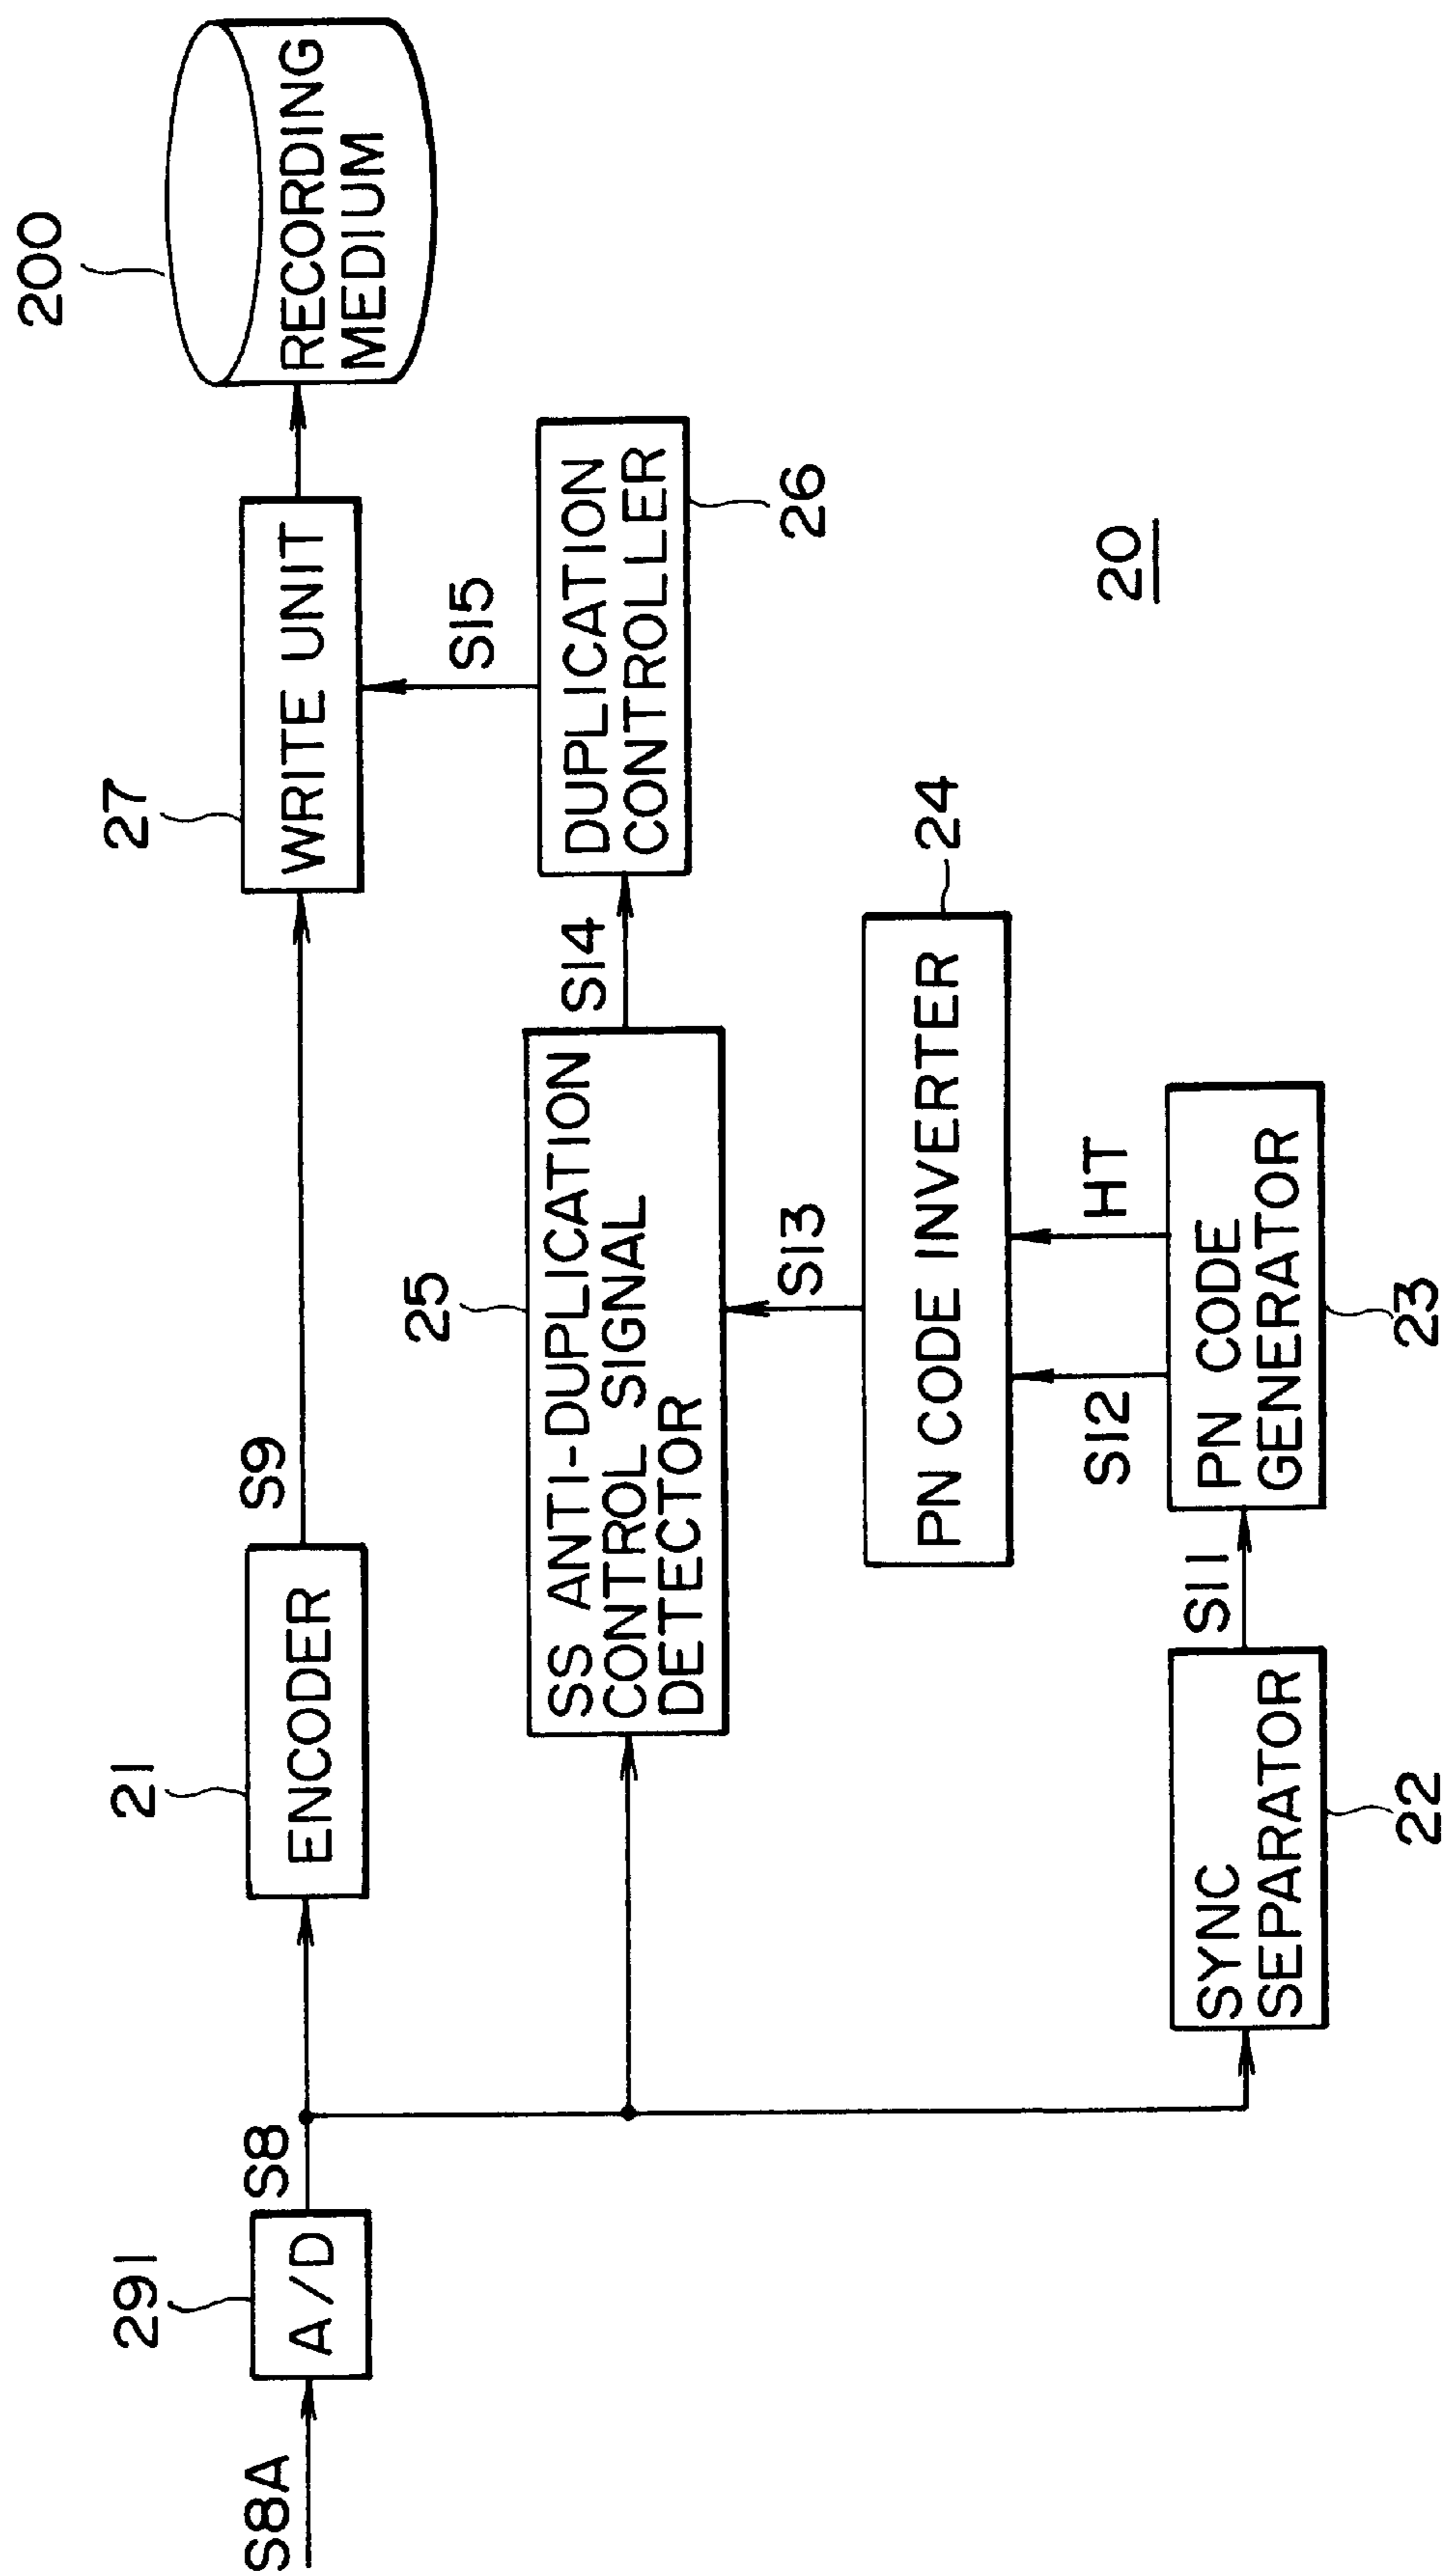 200
27
S9
21
S8
291
S8A
A/D
ENCODER
WRITE UNIT
RECORDING
MEDIUM
25
SS ANTI-DUPLICATION
CONTROL SIGNAL
DETECTOR
S14
S15
DUPLICATION
CONTROLLER
26
S13
PN CODE INVERTER
24
S12
HT
SYNC
SEPARATOR
22
S11
PN CODE
GENERATOR
23
20